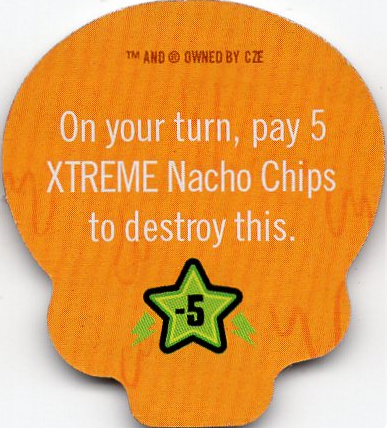 ™ AND ® OWNED BY CZE
On your turn, pay 5
XTREME Nacho Chips
to destroy this.
-5